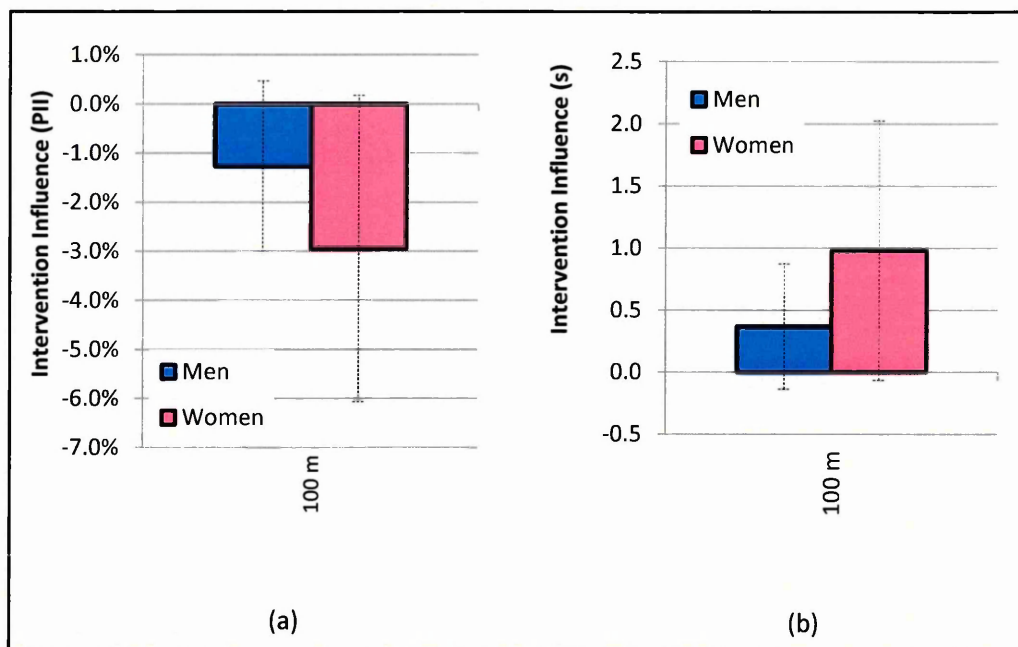 Intervention Influence (PII)
1.0%
0.0%
-1.0%
-2.0%
-3.0%
-4.0%
-5.0%
-6.0%
-7.0%
Men
Women
100 m
(a)
Intervention Influence (s)
2.5
2.0
1.5
1.0
0.5
0.0
-0.5
Men
Women
100 m
(b)